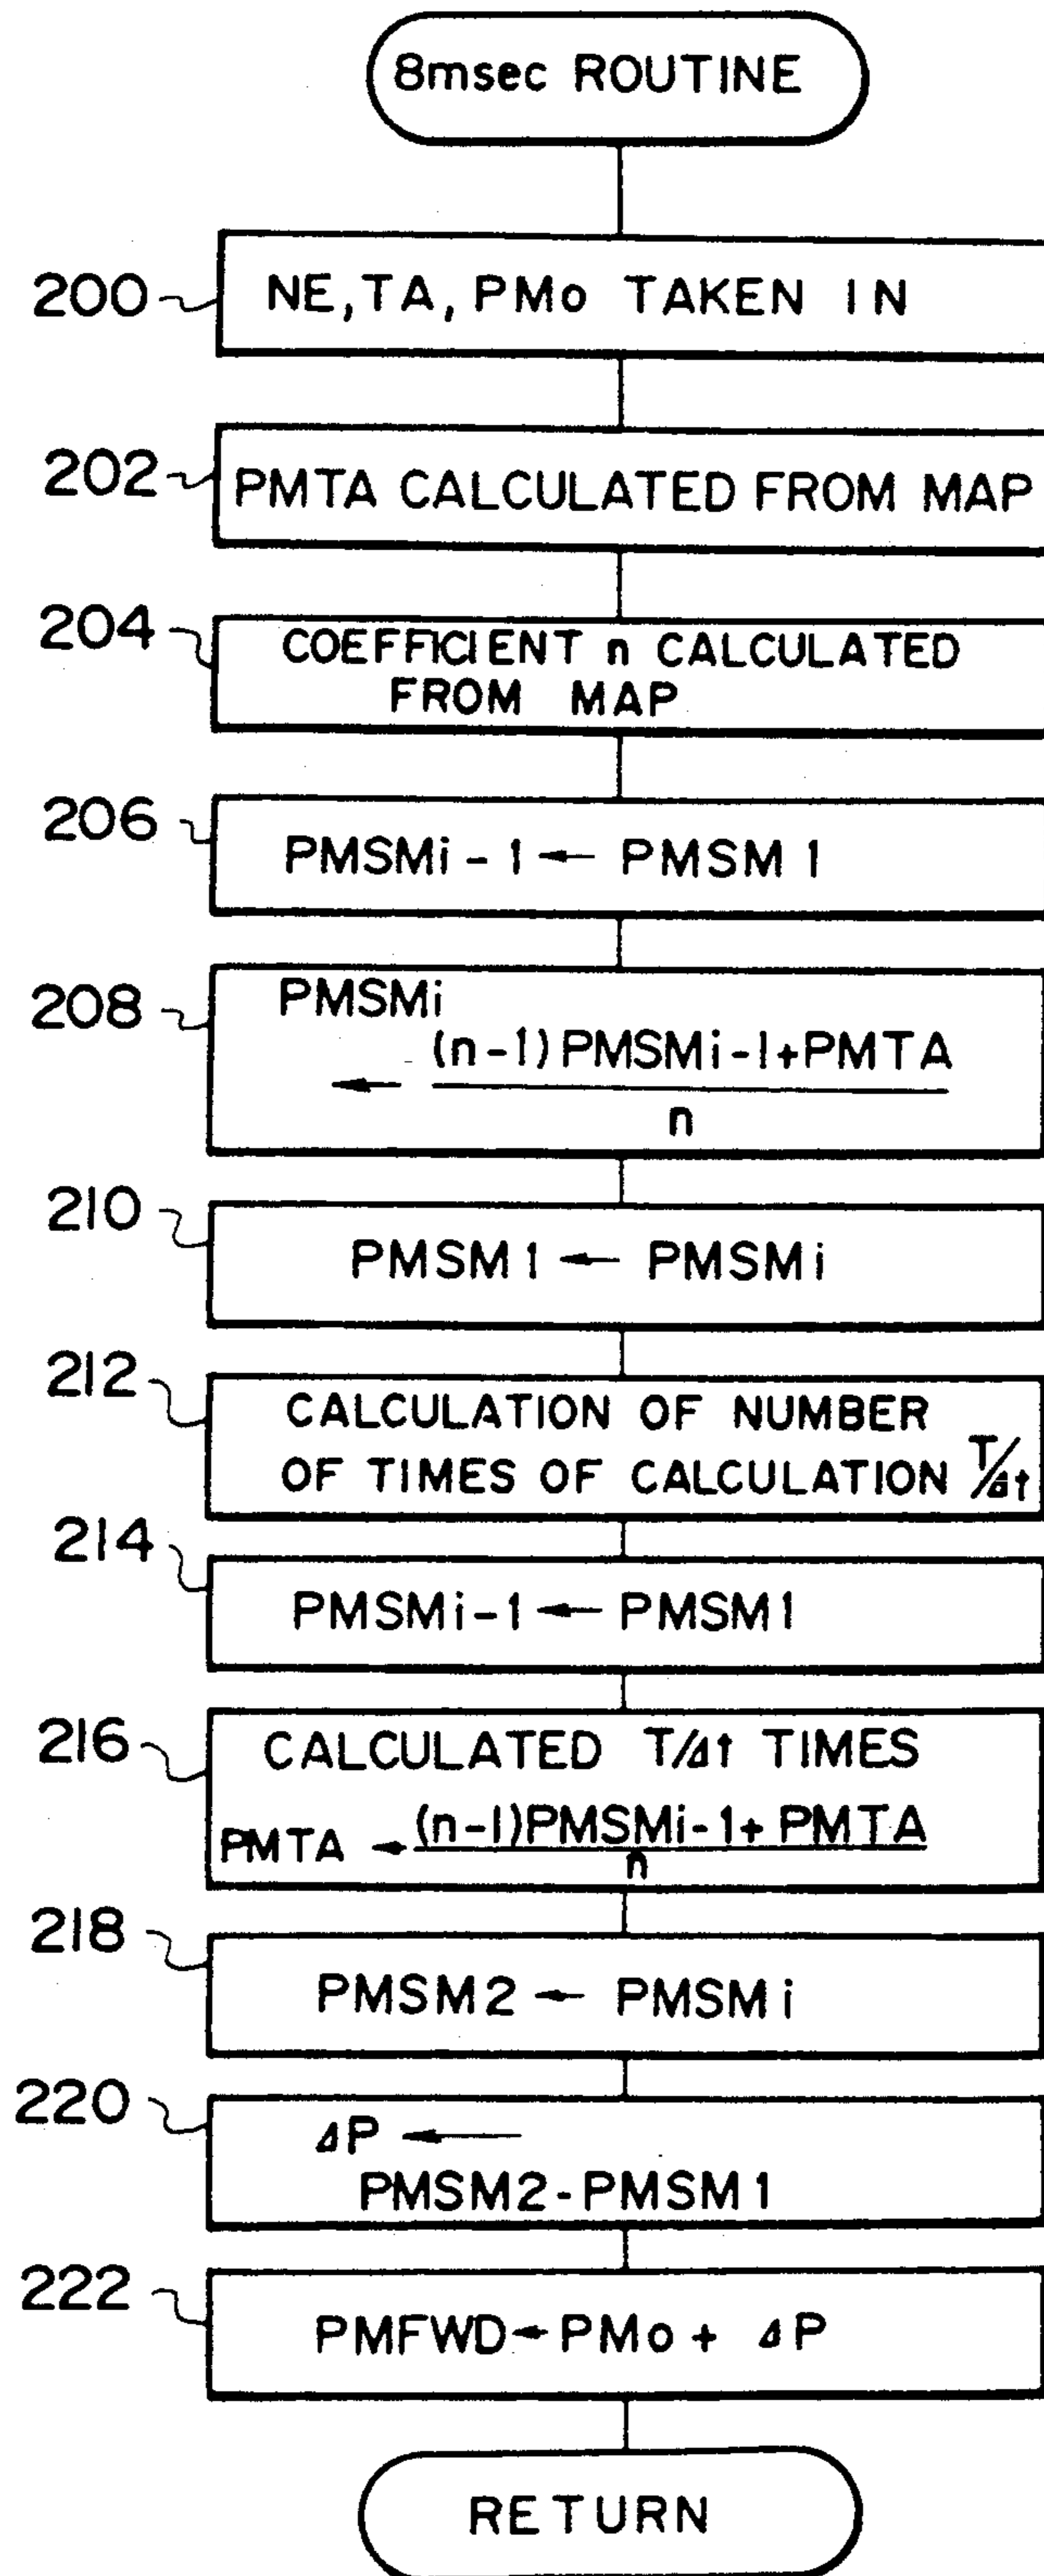 8msec ROUTINE
200
NE, TA, PMo TAKEN IN
202
PMTA CALCULATED FROM MAP
204
COEFFICIENT n CALCULATED
FROM MAP
206
PMSMi-1 ← PMSM1
208
PMSMi
← (n-1)PMSMi-1+PMTA
n
210
PMSM1 ← PMSMi
212
CALCULATION OF NUMBER
OF TIMES OF CALCULATION T/Δt
214
PMSMi-1 ← PMSM1
216
CALCULATED T/Δt TIMES
PMTA ← (n-1)PMSMi-1+ PMTA
n
218
PMSM2 ← PMSMi
220
ΔP ←
PMSM2-PMSM1
222
PMFWD ← PMo + ΔP
RETURN